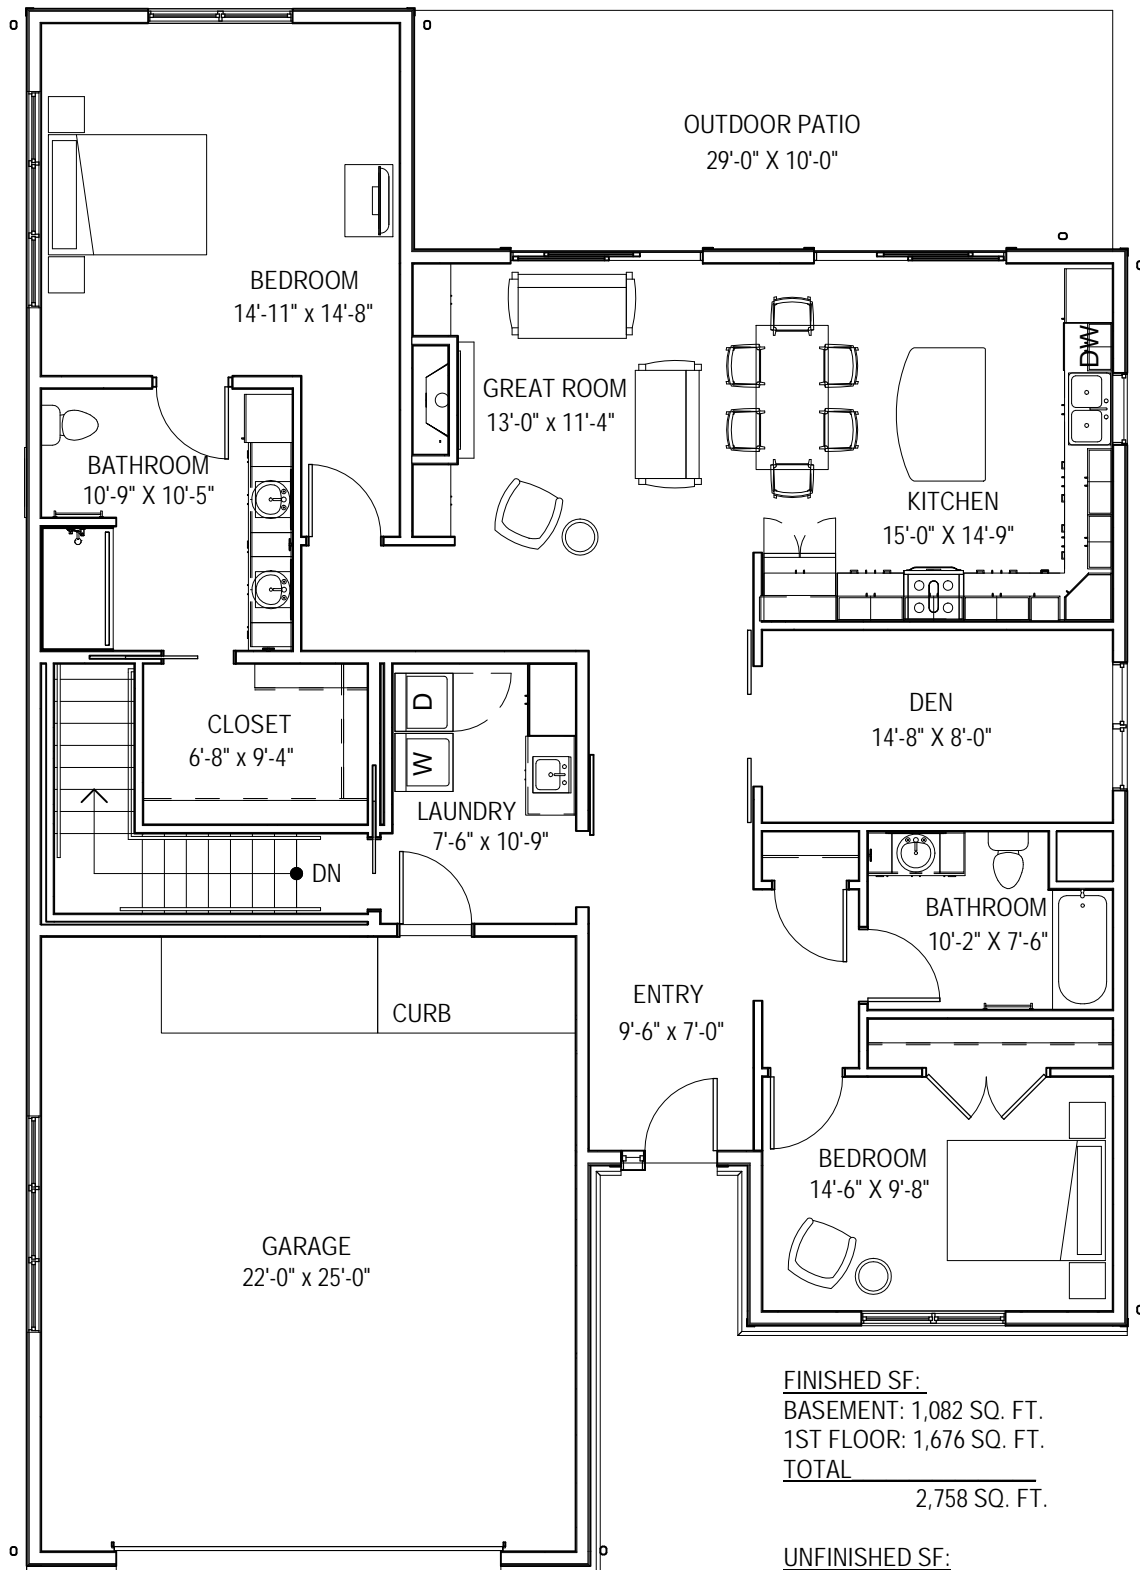 OUTDOOR PATIO
29'-0" X 10'-0"
BEDROOM
14'-11" x 14'-8"
GREAT ROOM
13'-0" x 11'-4"
DW
BATHROOM
10'-9" X 10'-5"
KITCHEN
15'-0" X 14'-9"
CLOSET
6'-8" x 9'-4"
D
W
DEN
14'-8" X 8'-0"
LAUNDRY
7'-6" x 10'-9"
DN
BATHROOM
10'-2" X 7'-6"
CURB
ENTRY
9'-6" x 7'-0"
BEDROOM
14'-6" X 9'-8"
GARAGE
22'-0" x 25'-0"
FINISHED SF:
BASEMENT: 1,082 SQ. FT.
1ST FLOOR: 1,676 SQ. FT.
TOTAL
2,758 SQ. FT.
UNFINISHED SF: